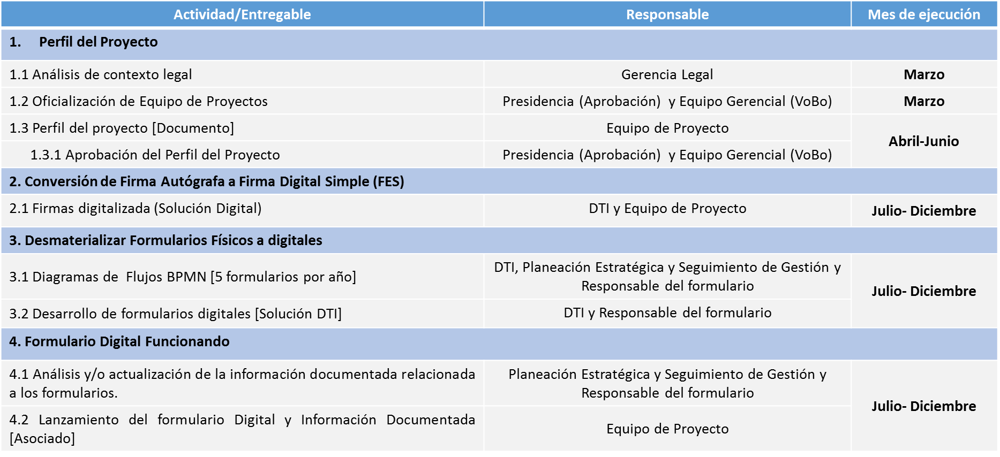 Actividad/Entregable
Responsable
Mes de ejecución
1. Perfil del Proyecto
1.1 Análisis de contexto legal
Gerencia Legal
Marzo
1.2 Oficialización de Equipo de Proyectos
Presidencia (Aprobación) y Equipo Gerencial (VoBo)
Marzo
1.3 Perfil del proyecto [Documento]
Equipo de Proyecto
Abril-Junio
1.3.1 Aprobación del Perfil del Proyecto
Presidencia (Aprobación) y Equipo Gerencial (VoBo)
2. Conversión de Firma Autógrafa a Firma Digital Simple (FES)
2.1 Firmas digitalizada (Solución Digital)
DTI y Equipo de Proyecto
Julio- Diciembre
3. Desmaterializar Formularios Físicos a digitales
3.1 Diagramas de Flujos BPMN [5 formularios por año]
DTI, Planeación Estratégica y Seguimiento de Gestión y
Responsable del formulario
Julio- Diciembre
3.2 Desarrollo de formularios digitales [Solución DTI]
DTI y Responsable del formulario
4. Formulario Digital Funcionando
4.1 Análisis y/o actualización de la información documentada relacionada
a los formularios.
Planeación Estratégica y Seguimiento de Gestión y
Responsable del formulario
Julio- Diciembre
4.2 Lanzamiento del formulario Digital y Información Documentada
[Asociado]
Equipo de Proyecto